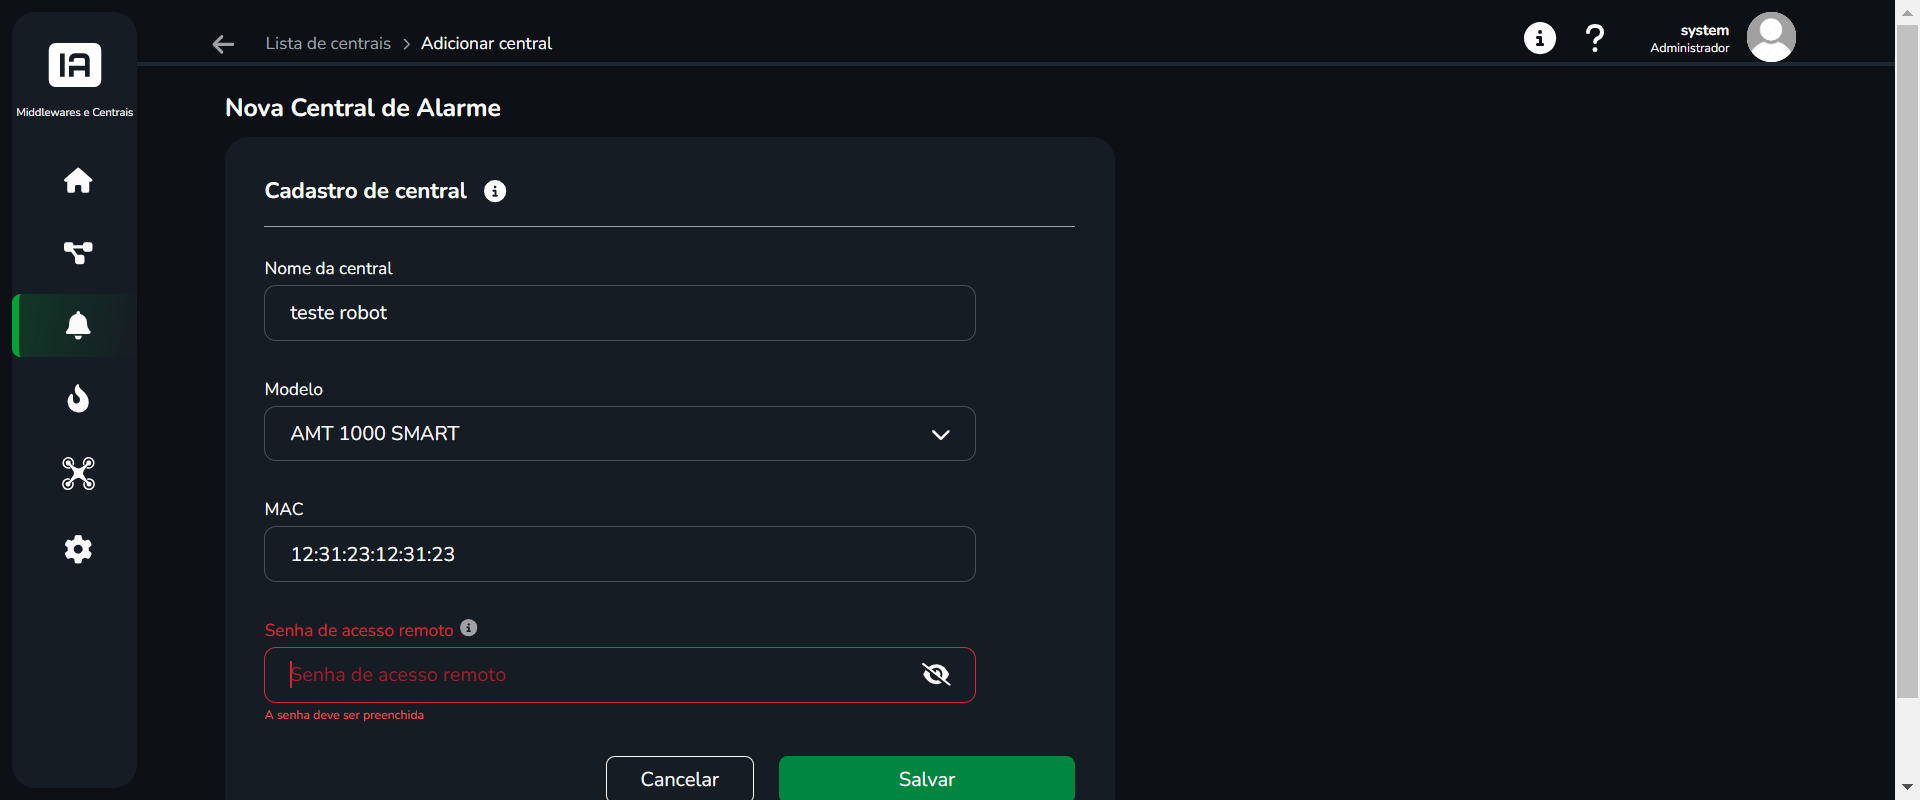 IA
Middlewares e Centrais
Lista de centrais > Adicionar central
system
Administrador
Nova Central de Alarme
Cadastro de central
Nome da central
teste robot
Modelo
AMT 1000 SMART
MAC
12:31:23:12:31:23
Senha de acesso remoto
Senha de acesso remoto
A senha deve ser preenchida
Cancelar
Salvar